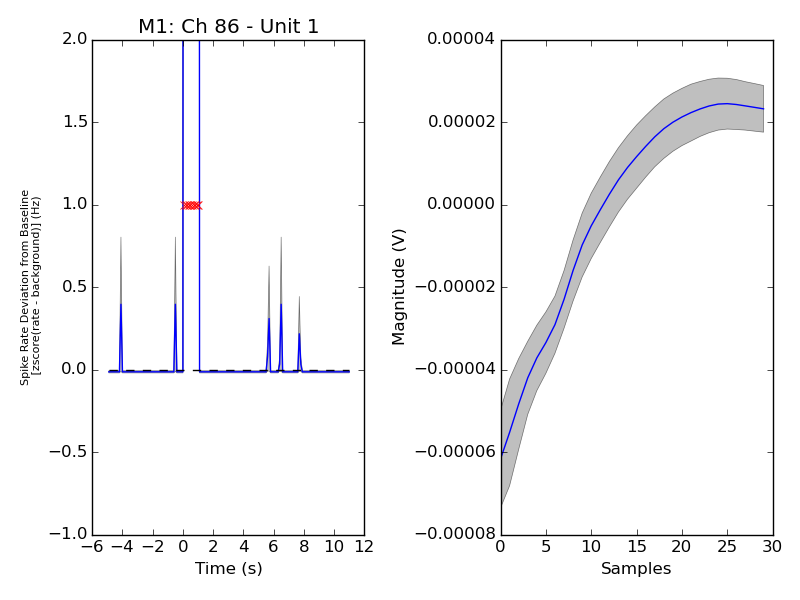 M1: Ch 86 - Unit 1
2.0
1.5
1.0
0.5
0.0
−0.5
−1.0
Spike Rate Deviation from Baseline
[zscore(rate - background)] (Hz)
−6 −4 −2 0 2 4 6 8 10 12
Time (s)
0.00004
0.00002
0.00000
−0.00002
−0.00004
−0.00006
−0.00008
Magnitude (V)
0 5 10 15 20 25 30
Samples